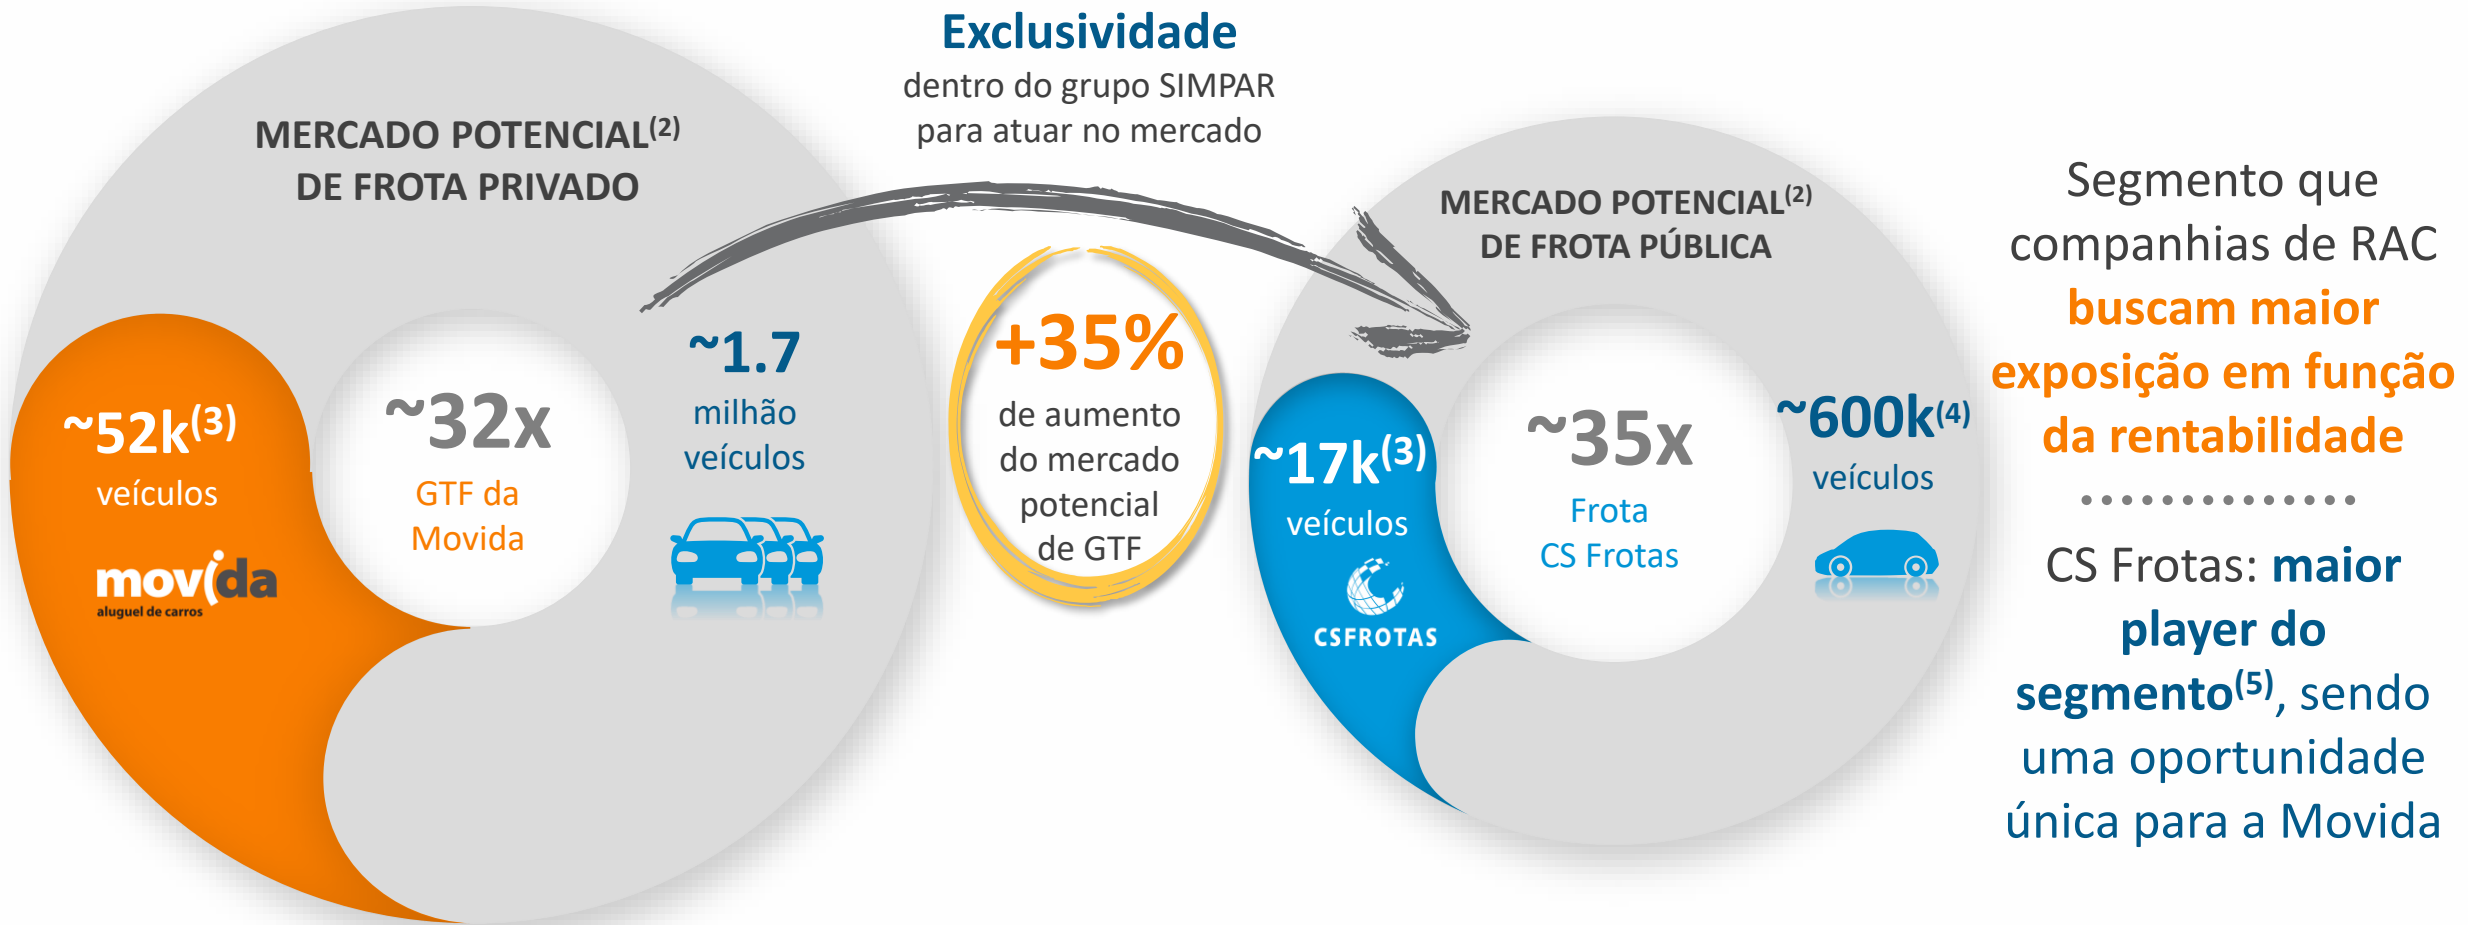 Exclusividade
dentro do grupo SIMPAR
para atuar no mercado
MERCADO POTENCIAL(2)
DE FROTA PRIVADO
~52k(3)
veículos
movida
aluguel de carros
~32x
GTF da
Movida
~1.7
milhão
veículos
+35%
de aumento
do mercado
potencial
de GTF
MERCADO POTENCIAL(2)
DE FROTA PÚBLICA
~17k(3)
veículos
CSFROTAS
~35x
Frota
CS Frotas
~600k(4)
veículos
Segmento que
companhias de RAC
buscam maior
exposição em função
da rentabilidade
CS Frotas: maior
player do
segmento(5), sendo
uma oportunidade
única para a Movida